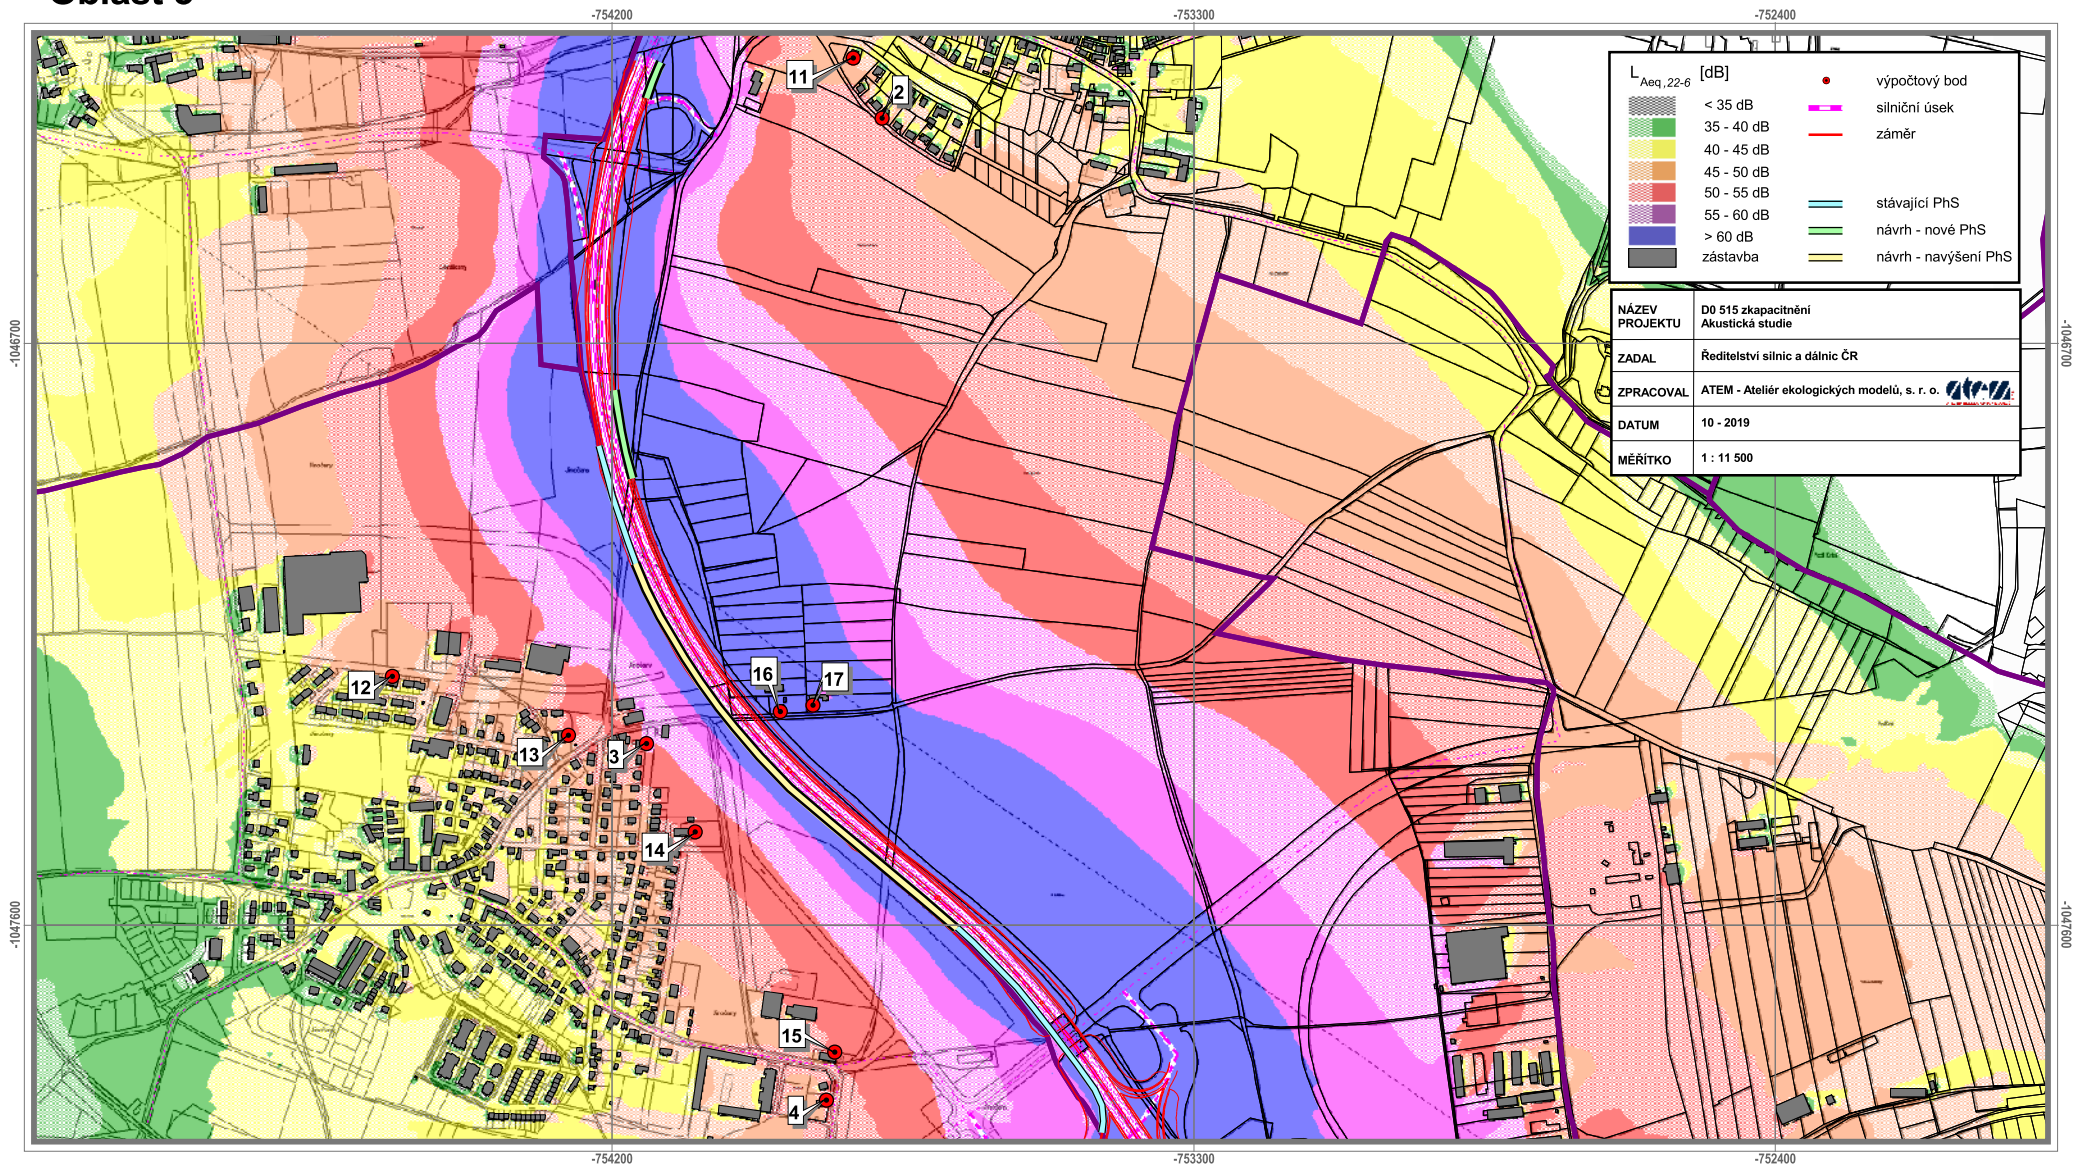 -754200
-753300
-752400
11
2
L Aeq,22-6 [dB]
< 35 dB
35 - 40 dB
40 - 45 dB
45 - 50 dB
50 - 55 dB
55 - 60 dB
> 60 dB
zástavba
výpočtový bod
silniční úsek
záměr
stávající PhS
návrh - nové PhS
návrh - navýšení PhS
NÁZEV PROJEKTU
D0 515 zkapacitnění
Akustická studie
ZADAL
Ředitelství silnic a dálnic ČR
ZPRACOVAL
ATEM - Ateliér ekologických modelů, s. r. o.
atem
DATUM
10 - 2019
MĚŘÍTKO
1 : 11 500
-1046700
-1046700
12
16
17
13
3
14
-1047600
-1047600
15
4
-754200
-753300
-752400